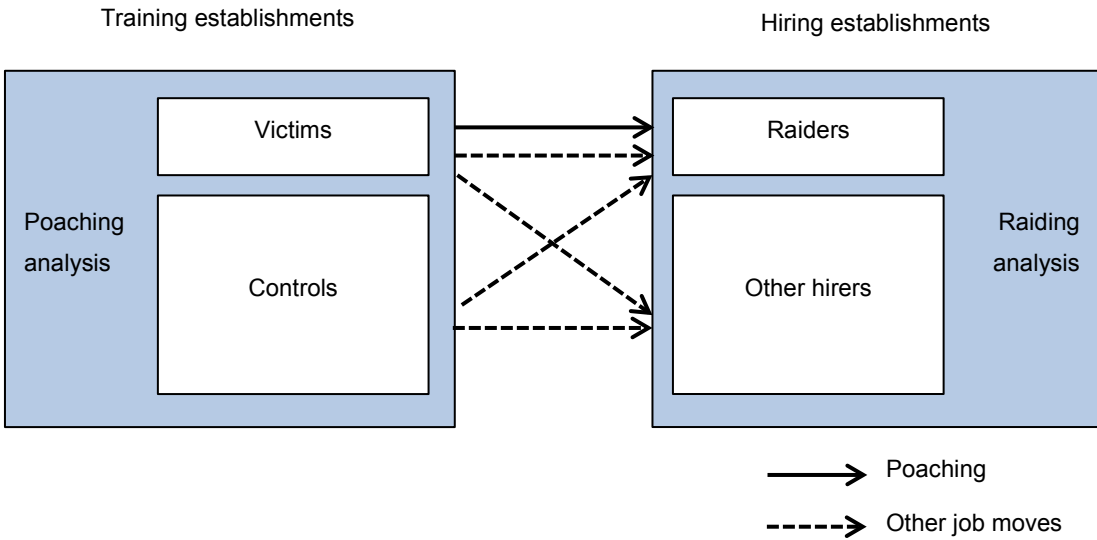 Training establishments
Hiring establishments
Victims
Raiders
Poaching
analysis
Raiding
analysis
Controls
Other hirers
Poaching
Other job moves